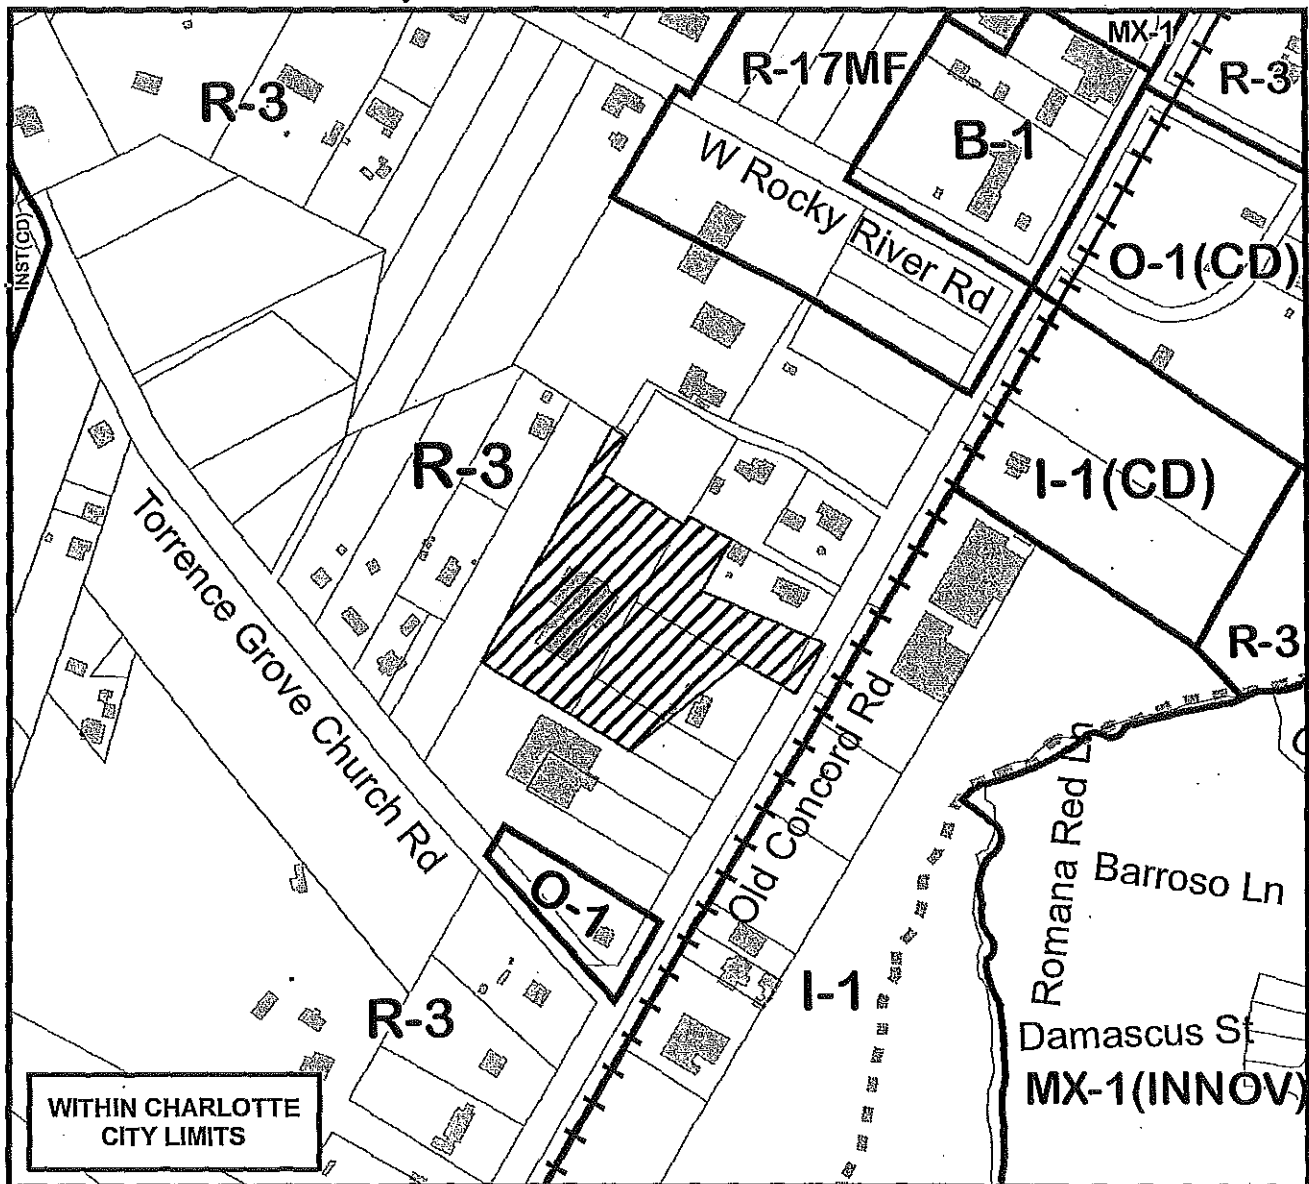 MX-1
R-17MF
R-3
R-3
B-1
W Rocky River Rd
INST(CD)
O-1(CD)
R-3
I-1(CD)
Torrence Grove Church Rd
R-3
Old Concord Rd
Romana Red Ln
Barroso Ln
O-1
I-1
R-3
Damascus St
MX-1(INNOV)
WITHIN CHARLOTTE
CITY LIMITS